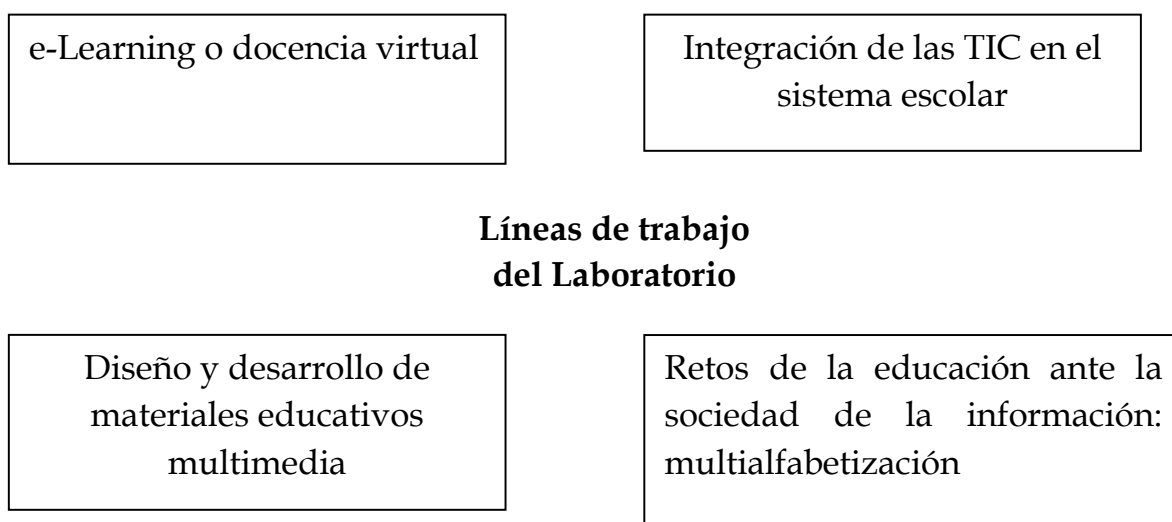 e-Learning o docencia virtual
Integración de las TIC en el
sistema escolar
Líneas de trabajo
del Laboratorio
Diseño y desarrollo de
materiales educativos
multimedia
Retos de la educación ante la
sociedad de la información:
multialfabetización